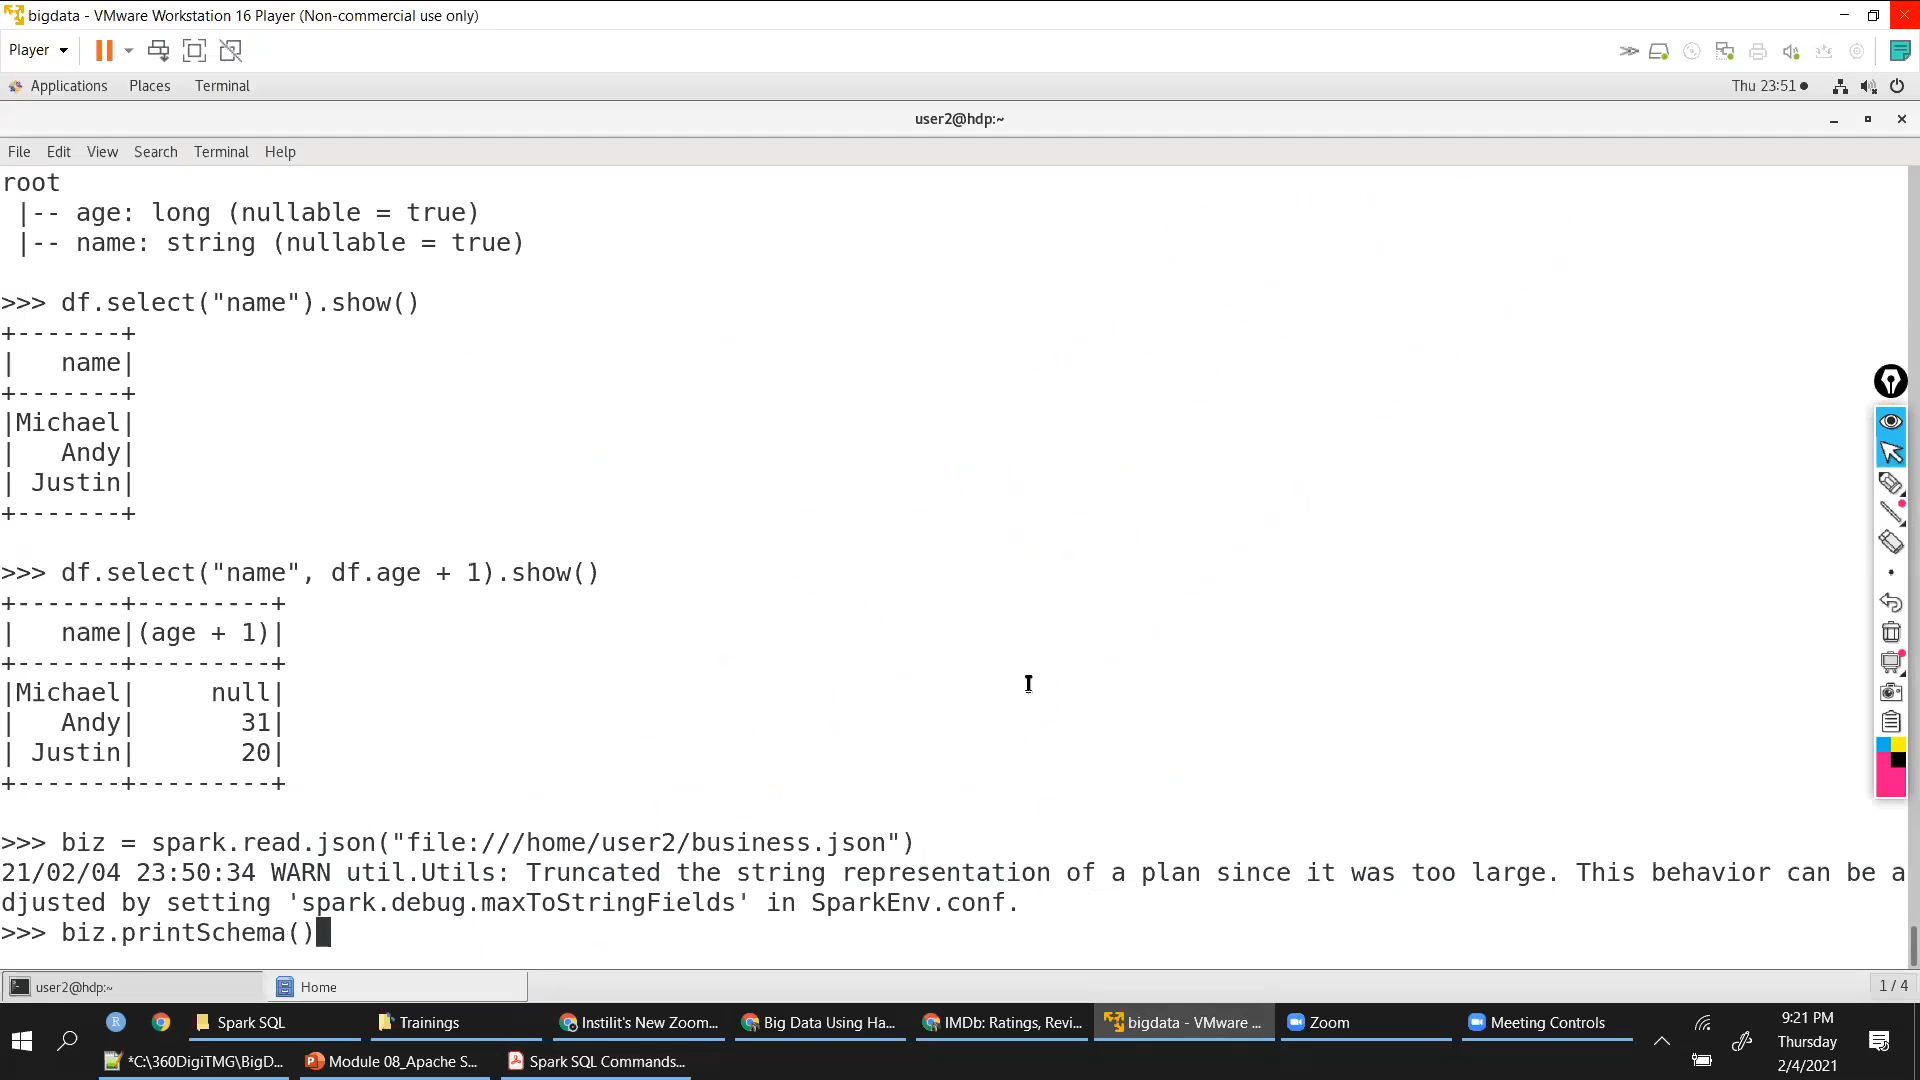 bigdata - VMware Workstation 16 Player (Non-commercial use only)
Player
Applications Places Terminal Thu 23:51
user2@hdp:~
File Edit View Search Terminal Help
root
 |-- age: long (nullable = true)
 |-- name: string (nullable = true)
>>> df.select("name").show()
+-------+
|   name|
+-------+
|Michael|
|   Andy|
| Justin|
+-------+
>>> df.select("name", df.age + 1).show()
+-------+---------+
|   name|(age + 1)|
+-------+---------+
|Michael|     null|
|   Andy|       31|
| Justin|       20|
+-------+---------+
>>> biz = spark.read.json("file:///home/user2/business.json")
21/02/04 23:50:34 WARN util.Utils: Truncated the string representation of a plan since it was too large. This behavior can be a
djusted by setting 'spark.debug.maxToStringFields' in SparkEnv.conf.
>>> biz.printSchema()
user2@hdp:~ Home 1 / 4
R Spark SQL Trainings Instilit's New Zoom... Big Data Using Ha... IMDb: Ratings, Revi... bigdata - VMware ... Zoom Meeting Controls
*C:\360DigiTMG\BigD... Module 08_Apache S... Spark SQL Commands...
9:21 PM
Thursday
2/4/2021